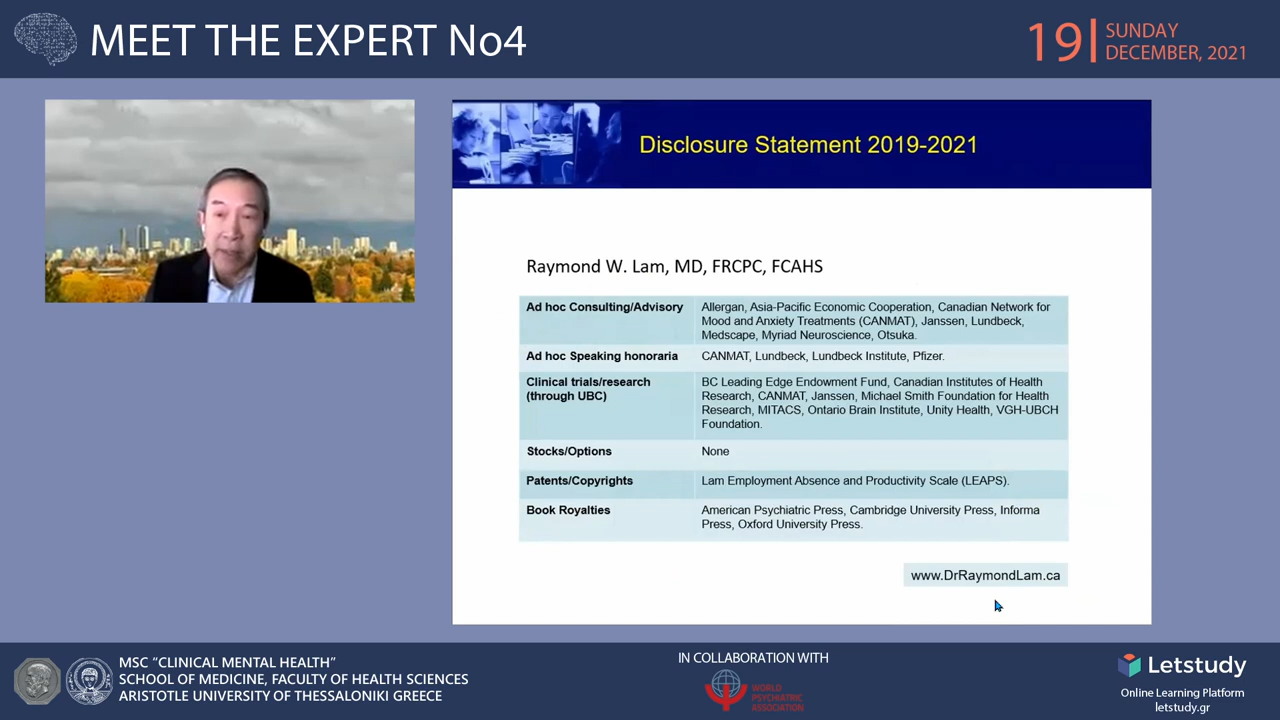 MEET THE EXPERT No4
19
SUNDAY
DECEMBER, 2021
Disclosure Statement 2019-2021
Raymond W. Lam, MD, FRCPC, FCAHS
Ad hoc Consulting/Advisory
Allergan, Asia-Pacific Economic Cooperation, Canadian Network for
Mood and Anxiety Treatments (CANMAT), Janssen, Lundbeck,
Medscape, Myriad Neuroscience, Otsuka.
Ad hoc Speaking honoraria
CANMAT, Lundbeck, Lundbeck Institute, Pfizer.
Clinical trials/research
(through UBC)
BC Leading Edge Endowment Fund, Canadian Institutes of Health
Research, CANMAT, Janssen, Michael Smith Foundation for Health
Research, MITACS, Ontario Brain Institute, Unity Health, VGH-UBCH
Foundation.
Stocks/Options
None
Patents/Copyrights
Lam Employment Absence and Productivity Scale (LEAPS).
Book Royalties
American Psychiatric Press, Cambridge University Press, Informa
Press, Oxford University Press.
www.DrRaymondLam.ca
MSC "CLINICAL MENTAL HEALTH"
SCHOOL OF MEDICINE, FACULTY OF HEALTH SCIENCES
ARISTOTLE UNIVERSITY OF THESSALONIKI GREECE
IN COLLABORATION WITH
WORLD
PSYCHIATRIC
ASSOCIATION
Letstudy
Online Learning Platform
letstudy.gr